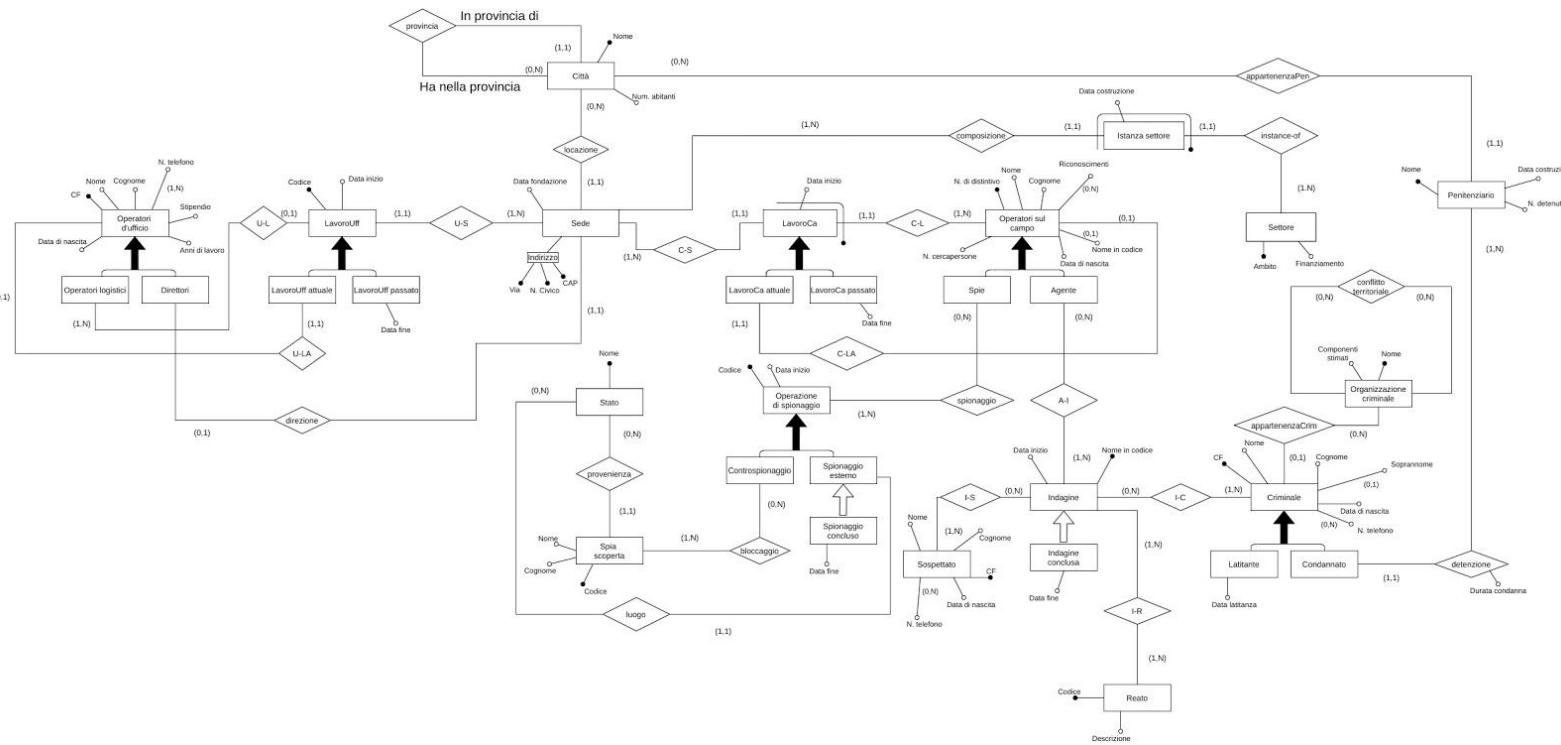 In provincia di
provincia
Nome
(1,1)
(0,N)
Città
(0,N)
appartenenzaPen
Ha nella provincia
Num. abitanti
(0,N)
Data costruzione
(1,N)
composizione
(1,1)
Istanza settore
(1,1)
instance-of
locazione
(1,1)
N. telefono
Nome
Cognome
(1,N)
CF
Operatori
d'ufficio
Stipendio
Data di nascita
Anni di lavoro
U-L
(0,1)
Codice
Data inizio
LavoroUff
(1,1)
U-S
(1,N)
Data fondazione
(1,1)
Sede
Indirizzo
Via
N. Civico
CAP
(1,N)
C-S
(1,1)
Data inizio
LavoroCa
(1,1)
C-L
(1,N)
N. di distintivo
Nome
Cognome
Riconoscimenti
(0,N)
Operatori sul
campo
(0,1)
(0,1)
Nome in codice
Data di nascita
N. cercapersone
(1.N)
Settore
Ambito
Finanziamento
Nome
Penitenziario
N. detenut
(1,N)
Operatori logistici
Direttori
LavoroUff attuale
LavoroUff passato
Data fine
LavoroCa attuale
LavoroCa passato
Data fine
Spie
Agente
conflitto
territoriale
(0,N)
(0,N)
,1)
(1,N)
(1,1)
(1,1)
(1,1)
(0,N)
(0,N)
U-LA
C-LA
Nome
Codice
Data inizio
Componenti
stimati
Nome
(0,N)
Stato
Operazione
di spionaggio
(1,N)
spionaggio
A-I
Organizzazione
criminale
direzione
(0,1)
(0,N)
appartenenzaCrim
(0,N)
provenienza
Controspionaggio
Spionaggio
esterno
Data inizio
(1,N)
Nome in codice
CF
Nome
(0,1)
Cognome
Soprannome
(0,1)
I-S
(0,N)
Indagine
(0,N)
I-C
(1,N)
Criminale
Data di nascita
(0,N)
N. telefono
(1,1)
(0,N)
Spionaggio
concluso
Data fine
Nome
Spia
scoperta
Cognome
Codice
(1,N)
bloccaggio
Nome
(1,N)
Cognome
Sospettato
CF
(0,N)
Data di nascita
N. telefono
Indagine
conclusa
Data fine
(1,N)
Latitante
Condannato
Data latitanza
(1,1)
detenzione
Durata condanna
luogo
(1,1)
I-R
(1,N)
Codice
Reato
Descrizione